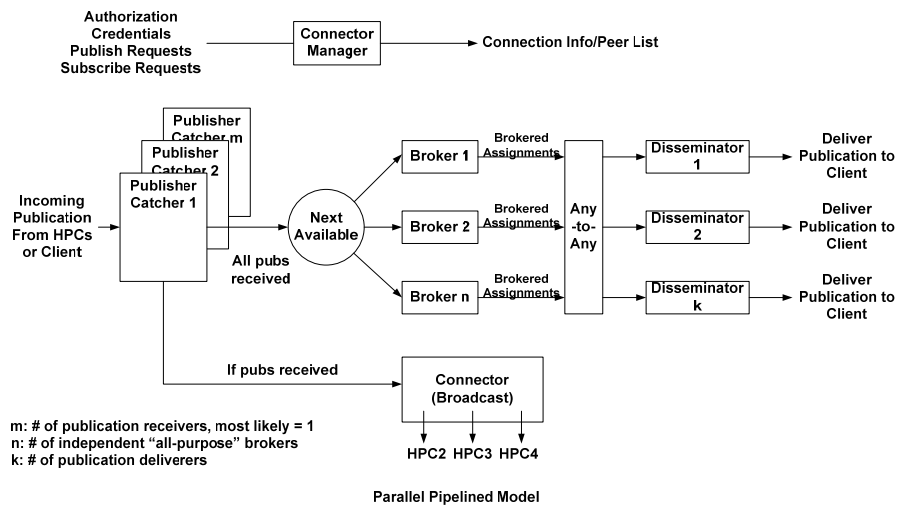 Authorization
Credentials
Publish Requests
Subscribe Requests
Connector
Manager
Connection Info/Peer List
Publisher
Catcher m
Publisher
Catcher 2
Publisher
Catcher 1
Incoming
Publication
From HPCs
or Client
All pubs
received
Next
Available
Broker 1
Brokered
Assignments
Broker 2
Brokered
Assignments
Broker n
Brokered
Assignments
Any
-to-
Any
Disseminator
1
Deliver
Publication to
Client
Disseminator
2
Deliver
Publication to
Client
Disseminator
k
Deliver
Publication to
Client
If pubs received
Connector
(Broadcast)
HPC2 HPC3 HPC4
m: # of publication receivers, most likely = 1
n: # of independent “all-purpose” brokers
k: # of publication deliverers
Parallel Pipelined Model